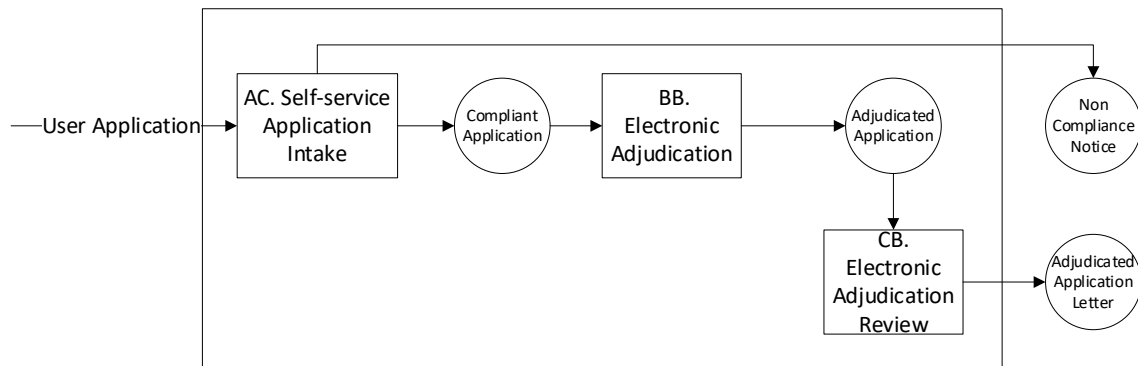 User Application
AC. Self-service
Application
Intake
Compliant
Application
BB.
Electronic
Adjudication
Adjudicated
Application
Non
Compliance
Notice
CB.
Electronic
Adjudication
Review
Adjudicated
Application
Letter